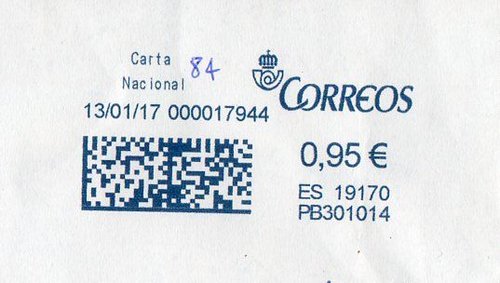 Carta 84
Nacional
CORREOS
13/01/17 000017944
0,95 €
ES 19170
PB301014